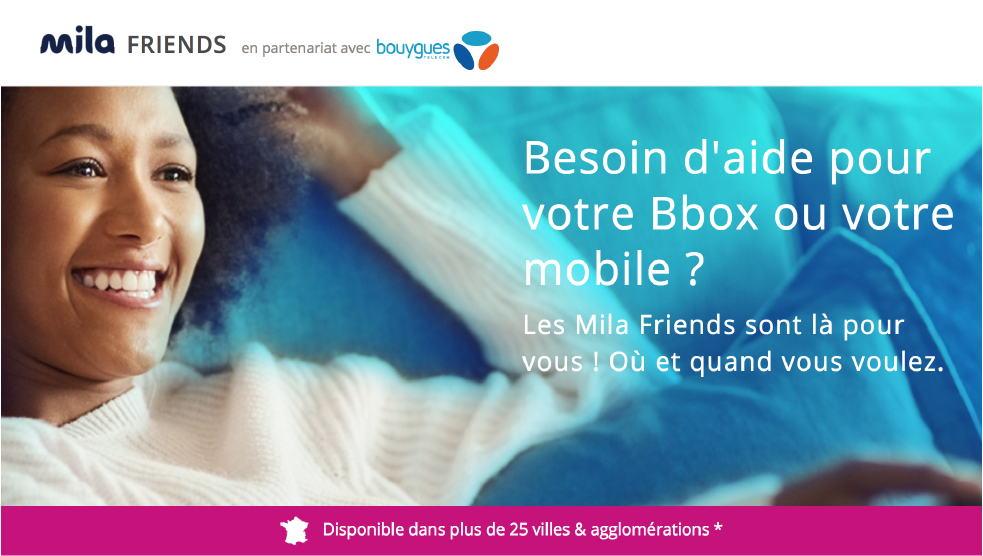 mila FRIENDS en partenariat avec bouygues TELECOM
Besoin d'aide pour
votre Bbox ou votre
mobile ?
Les Mila Friends sont là pour
vous ! Où et quand vous voulez.
Disponible dans plus de 25 villes & agglomérations *